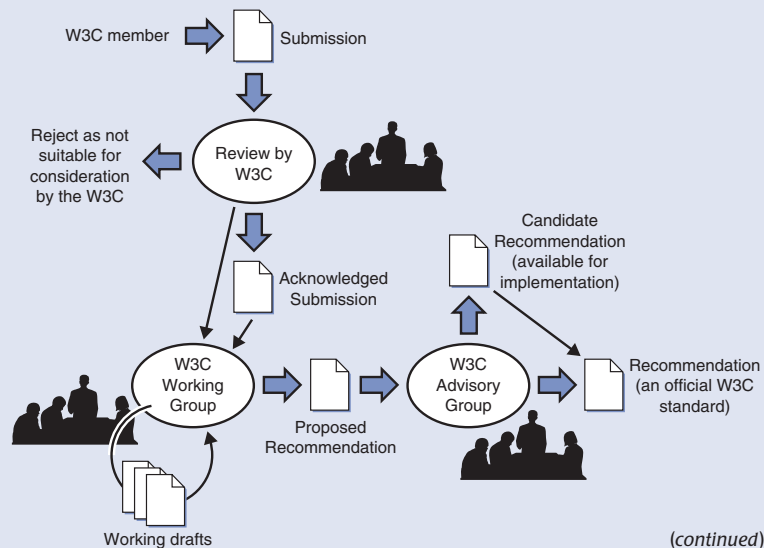 W3C member
Submission
Reject as not
suitable for
consideration
by the W3C
Review by
W3C
Candidate
Recommendation
(available for
implementation)
Acknowledged
Submission
W3C
Working
Group
Proposed
Recommendation
W3C
Advisory
Group
Recommendation
(an official W3C
standard)
Working drafts
(continued)